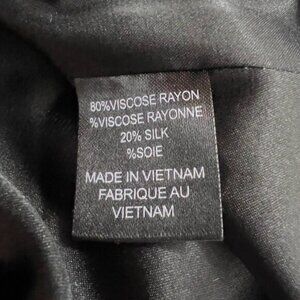 80%VISCOSE RAYON
%VISCOSE RAYONNE
20% SILK
%SOIE
MADE IN VIETNAM
FABRIQUE AU
VIETNAM